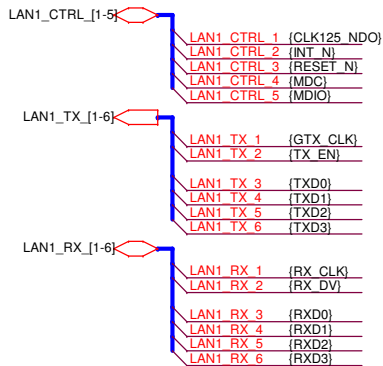 LAN1_CTRL_[1-5]
LAN1_CTRL_1 {CLK125_NDO}
LAN1_CTRL_2 {INT_N}
LAN1_CTRL_3 {RESET_N}
LAN1_CTRL_4 {MDC}
LAN1_CTRL_5 {MDIO}
LAN1_TX_[1-6]
LAN1_TX_1 {GTX_CLK}
LAN1_TX_2 {TX_EN}
LAN1_TX_3 {TXD0}
LAN1_TX_4 {TXD1}
LAN1_TX_5 {TXD2}
LAN1_TX_6 {TXD3}
LAN1_RX_[1-6]
LAN1_RX_1 {RX_CLK}
LAN1_RX_2 {RX_DV}
LAN1_RX_3 {RXD0}
LAN1_RX_4 {RXD1}
LAN1_RX_5 {RXD2}
LAN1_RX_6 {RXD3}